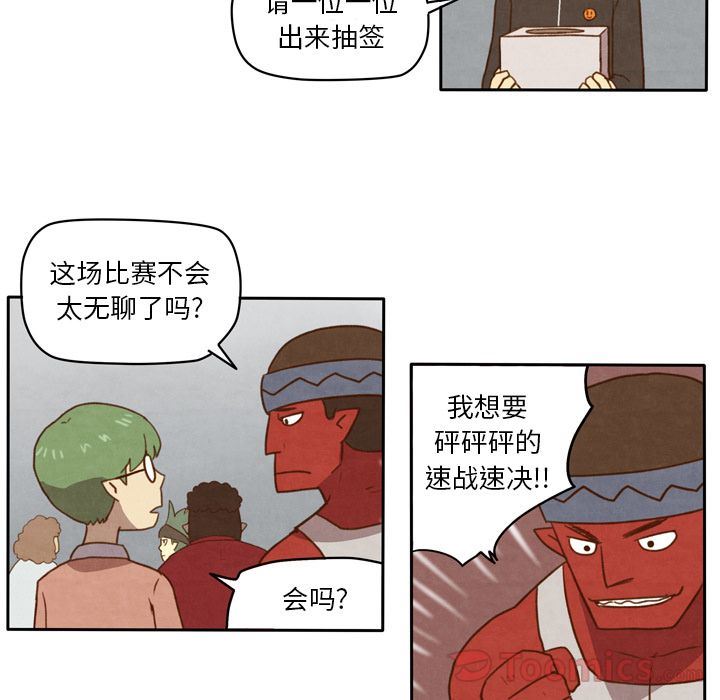 请一位一位
出来抽签
这场比赛不会
太无聊了吗?
会吗?
我想要
砰砰砰的
速战速决!!
Toomics.com